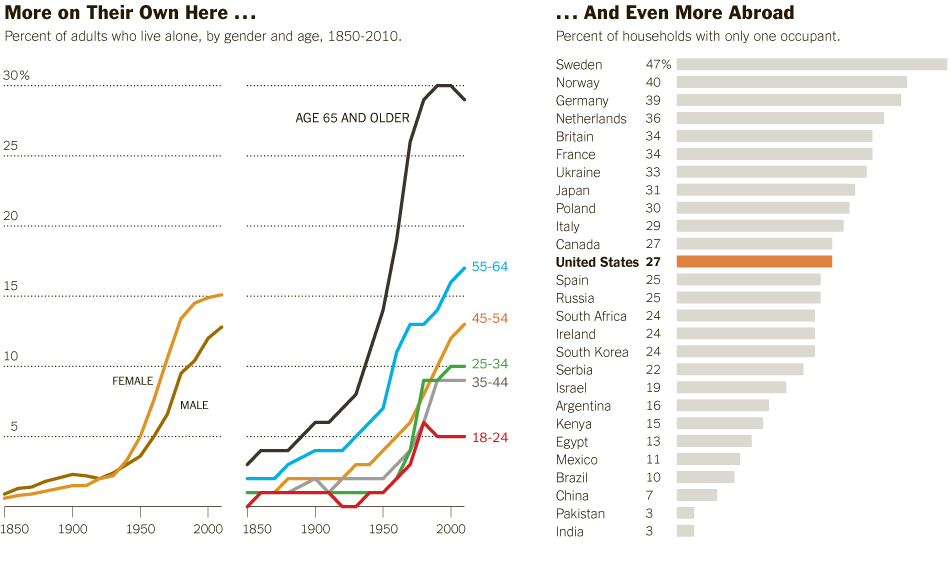 More on Their Own Here ...
Percent of adults who live alone, by gender and age, 1850-2010.
30%
25
20
15
10
5
FEMALE
MALE
1850 1900 1950 2000
AGE 65 AND OLDER
55-64
45-54
25-34
35-44
18-24
1850 1900 1950 2000
... And Even More Abroad
Percent of households with only one occupant.
Sweden 47%
Norway 40
Germany 39
Netherlands 36
Britain 34
France 34
Ukraine 33
Japan 31
Poland 30
Italy 29
Canada 27
United States 27
Spain 25
Russia 25
South Africa 24
Ireland 24
South Korea 24
Serbia 22
Israel 19
Argentina 16
Kenya 15
Egypt 13
Mexico 11
Brazil 10
China 7
Pakistan 3
India 3